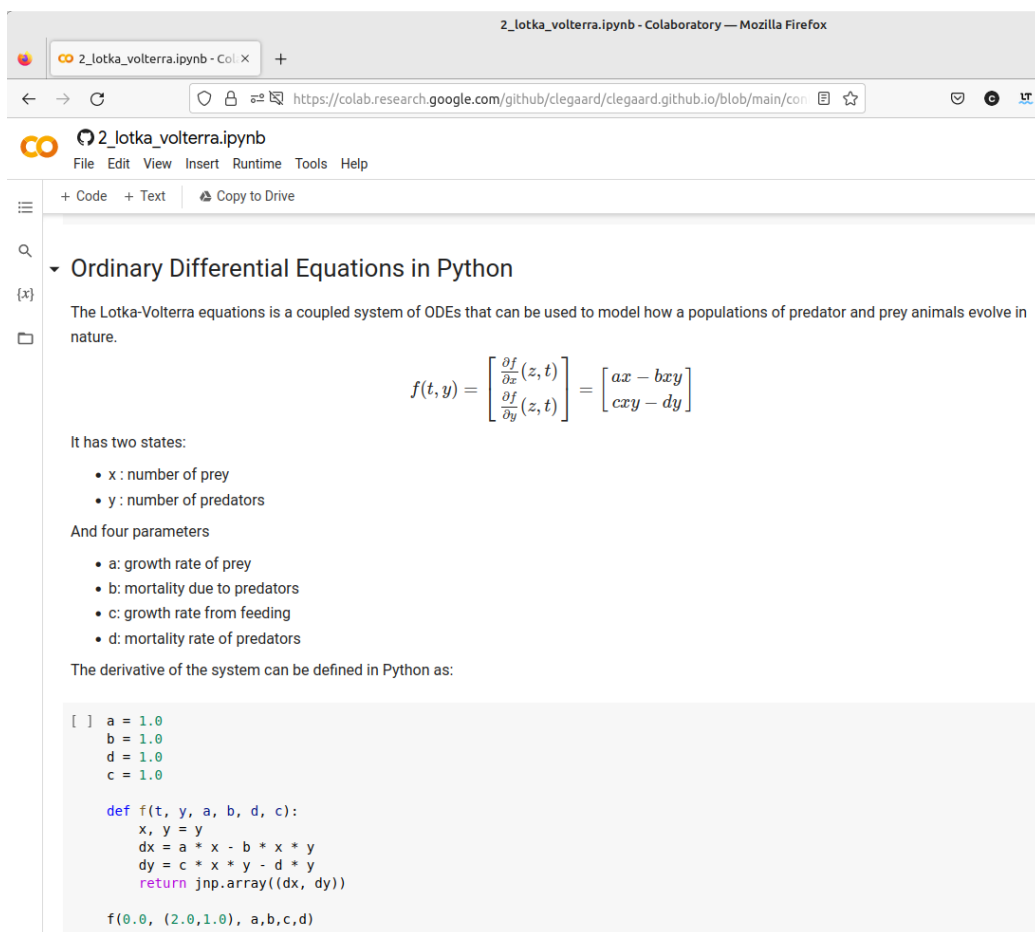 2_lotka_volterra.ipynb - Colaboratory — Mozilla Firefox
2_lotka_volterra.ipynb - Col
https://colab.research.google.com/github/clegaard/clegaard.github.io/blob/main/con
2_lotka_volterra.ipynb
File Edit View Insert Runtime Tools Help
+ Code + Text Copy to Drive
Ordinary Differential Equations in Python
{x}
The Lotka-Volterra equations is a coupled system of ODEs that can be used to model how a populations of predator and prey animals evolve in
nature.
f(t, y) = [ ∂f/∂x (z, t) ; ∂f/∂y (z, t) ] = [ ax − bxy ; cxy − dy ]
It has two states:
• x : number of prey
• y : number of predators
And four parameters
• a: growth rate of prey
• b: mortality due to predators
• c: growth rate from feeding
• d: mortality rate of predators
The derivative of the system can be defined in Python as:
[ ] a = 1.0
b = 1.0
d = 1.0
c = 1.0
def f(t, y, a, b, d, c):
x, y = y
dx = a * x - b * x * y
dy = c * x * y - d * y
return jnp.array((dx, dy))
f(0.0, (2.0,1.0), a,b,c,d)